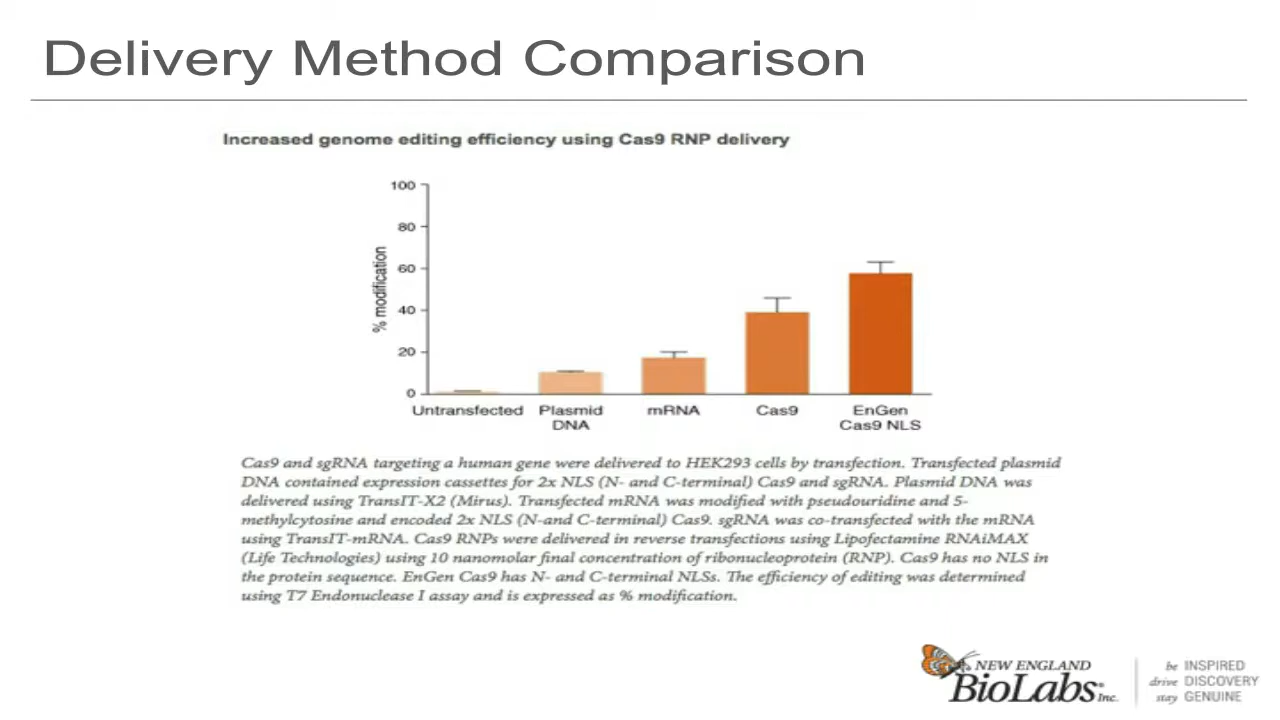 Delivery Method Comparison
Increased genome editing efficiency using Cas9 RNP delivery
100
80
60
40
20
0
% modification
Untransfected
Plasmid
DNA
mRNA
Cas9
EnGen
Cas9 NLS
Cas9 and sgRNA targeting a human gene were delivered to HEK293 cells by transfection. Transfected plasmid
DNA contained expression cassettes for 2x NLS (N- and C-terminal) Cas9 and sgRNA. Plasmid DNA was
delivered using TransIT-X2 (Mirus). Transfected mRNA was modified with pseudouridine and 5-
methylcytosine and encoded 2x NLS (N-and C-terminal) Cas9. sgRNA was co-transfected with the mRNA
using TransIT-mRNA. Cas9 RNPs were delivered in reverse transfections using Lipofectamine RNAiMAX
(Life Technologies) using 10 nanomolar final concentration of ribonucleoprotein (RNP). Cas9 has no NLS in
the protein sequence. EnGen Cas9 has N- and C-terminal NLSs. The efficiency of editing was determined
using T7 Endonuclease I assay and is expressed as % modification.
NEW ENGLAND
BioLabs® Inc.
be INSPIRED
drive DISCOVERY
stay GENUINE